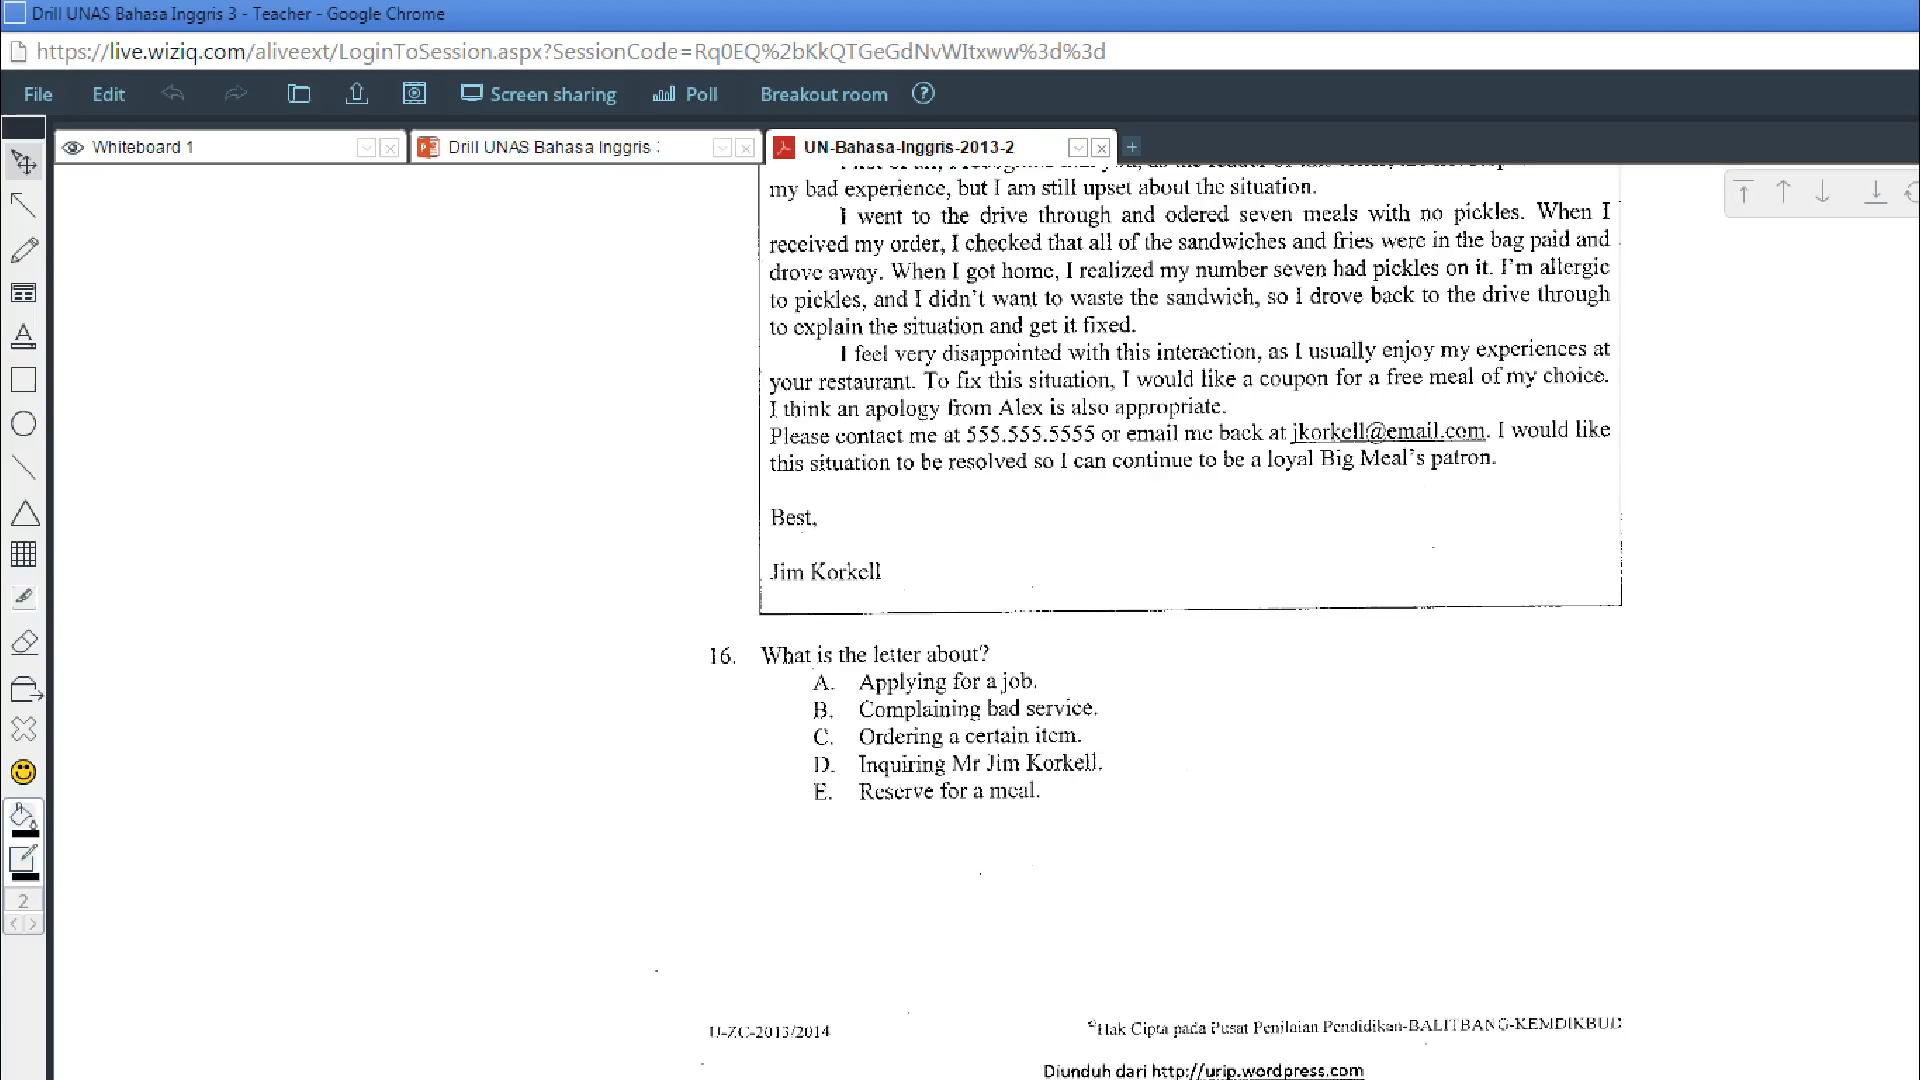 Drill UNAS Bahasa Inggris 3 - Teacher - Google Chrome
https://live.wiziq.com/aliveext/LoginToSession.aspx?SessionCode=Rq0EQ%2bKkQTGeGdNvWItxww%3d%3d
File Edit Screen sharing Poll Breakout room
Whiteboard 1 Drill UNAS Bahasa Inggris : UN-Bahasa-Inggris-2013-2
my bad experience, but I am still upset about the situation.
I went to the drive through and odered seven meals with no pickles. When I
received my order, I checked that all of the sandwiches and fries were in the bag paid and
drove away. When I got home, I realized my number seven had pickles on it. I'm allergic
to pickles, and I didn't want to waste the sandwich, so I drove back to the drive through
to explain the situation and get it fixed.
I feel very disappointed with this interaction, as I usually enjoy my experiences at
your restaurant. To fix this situation, I would like a coupon for a free meal of my choice.
I think an apology from Alex is also appropriate.
Please contact me at 555.555.5555 or email me back at jkorkell@email.com. I would like
this situation to be resolved so I can continue to be a loyal Big Meal's patron.
Best,
Jim Korkell
16. What is the letter about?
A. Applying for a job.
B. Complaining bad service.
C. Ordering a certain item.
D. Inquiring Mr Jim Korkell.
E. Reserve for a meal.
2
U-ZC-2013/2014 ©Hak Cipta pada Pusat Penilaian Pendidikan-BALITBANG-KEMDIKBUD
Diunduh dari http://urip.wordpress.com